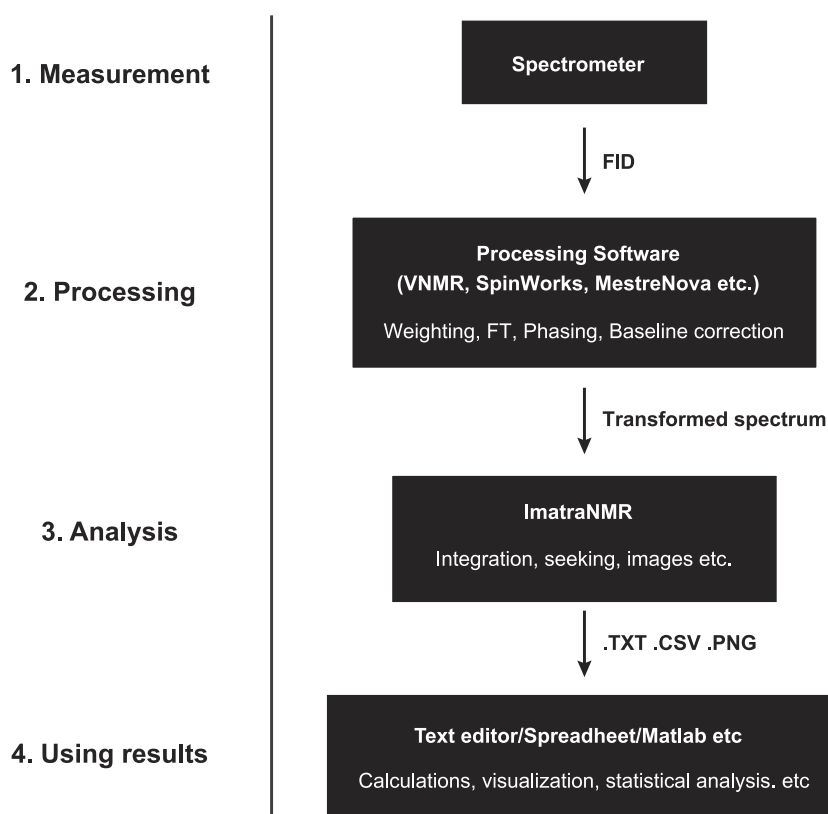 1. Measurement
Spectrometer
FID
2. Processing
Processing Software
(VNMR, SpinWorks, MestreNova etc.)
Weighting, FT, Phasing, Baseline correction
Transformed spectrum
3. Analysis
ImatraNMR
Integration, seeking, images etc.
.TXT .CSV .PNG
4. Using results
Text editor/Spreadheet/Matlab etc
Calculations, visualization, statistical analysis. etc